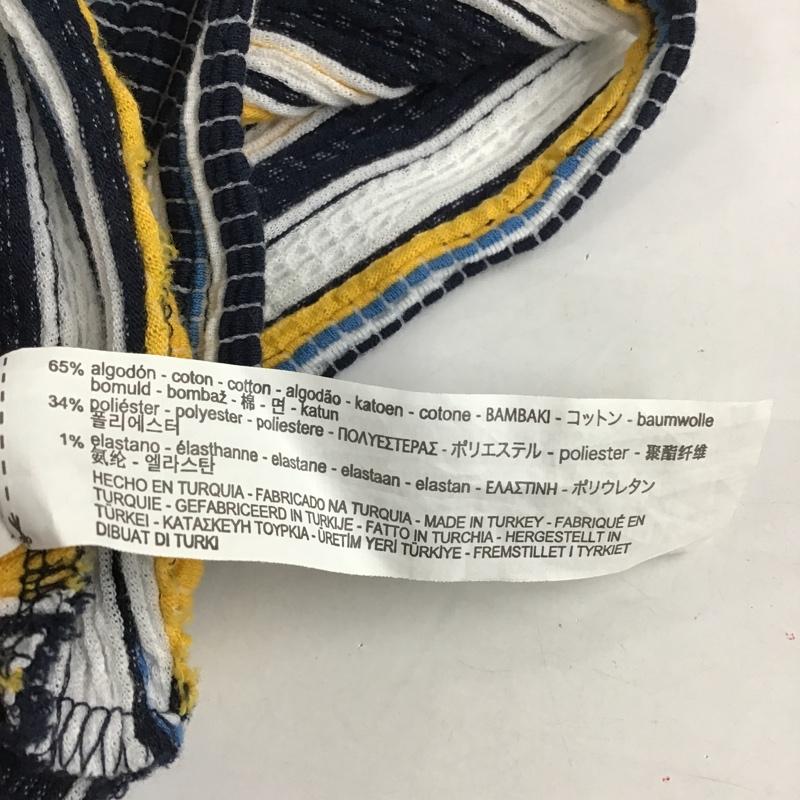 65% algodón - coton - cotton - algodão - katoen - cotone - BAMBAKI - コットン - baumwolle
bomuld - bombaž - 棉 - 면 - katun
34% poliéster - polyester - poliestere - ΠΟΛΥΕΣΤΕΡΑΣ - ポリエステル - poliester - 聚酯纤维
폴리에스터
1% elastano - élasthanne - elastane - elastaan - elastan - ΕΛΑΣΤΙΝΗ - ポリウレタン
氨纶 - 엘라스탄
HECHO EN TURQUIA - FABRICADO NA TURQUIA - MADE IN TURKEY - FABRIQUÉ EN
TURQUIE - GEFABRICEERD IN TURKIJE - FATTO IN TURCHIA - HERGESTELLT IN
TÜRKEI - ΚΑΤΑΣΚΕΥΗ ΤΟΥΡΚΙΑ - ÜRETİM YERİ TÜRKİYE - FREMSTILLET I TYRKIET
DIBUAT DI TURKI